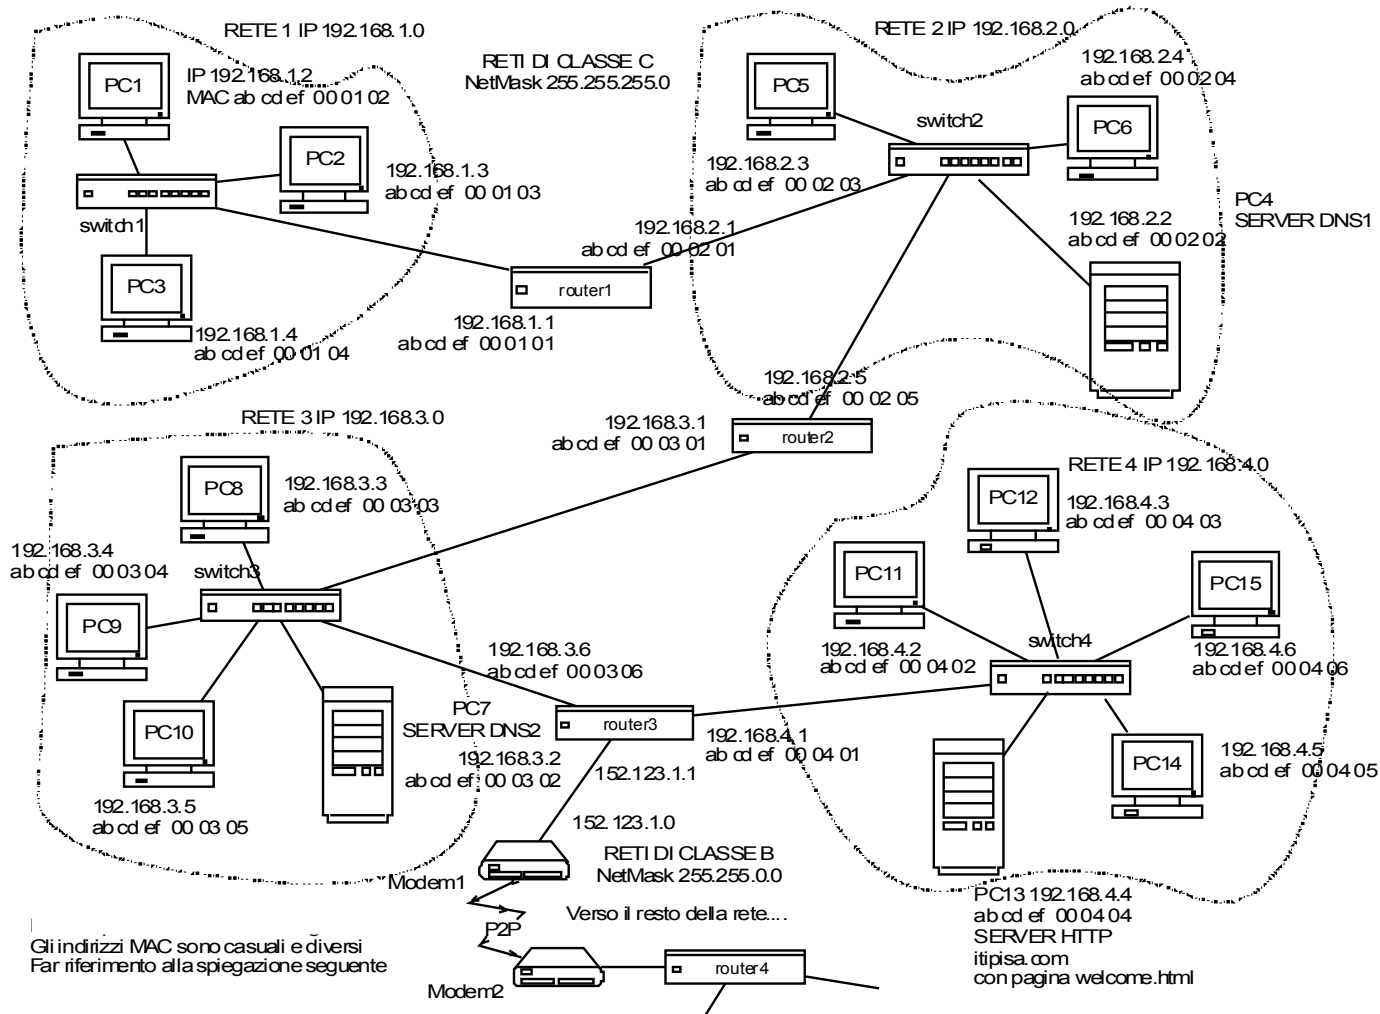 RETE 1 IP 192.168.1.0
RETE 2 IP 192.168.2.0
RETI DI CLASSE C
NetMask 255.255.255.0
PC1
IP 192.168.1.2
MAC ab cd ef 00 01 02
PC2
192.168.1.3
ab cd ef 00 01 03
switch1
PC3
192.168.1.4
ab cd ef 00 01 04
PC5
192.168.2.3
ab cd ef 00 02 03
switch2
192.168.2.4
ab cd ef 00 02 04
PC6
PC4
SERVER DNS1
192.168.2.2
ab cd ef 00 02 02
192.168.2.1
ab cd ef 00 02 01
router1
192.168.1.1
ab cd ef 00 01 01
192.168.2.5
ab cd ef 00 02 05
192.168.3.1
ab cd ef 00 03 01
router2
RETE 3 IP 192.168.3.0
PC8
192.168.3.3
ab cd ef 00 03 03
192.168.3.4
ab cd ef 00 03 04
switch3
PC9
PC10
192.168.3.5
ab cd ef 00 03 05
PC7
SERVER DNS2
192.168.3.2
ab cd ef 00 03 02
192.168.3.6
ab cd ef 00 03 06
router3
192.168.4.1
ab cd ef 00 04 01
RETE 4 IP 192.168.4.0
PC12
192.168.4.3
ab cd ef 00 04 03
PC11
192.168.4.2
ab cd ef 00 04 02
switch4
PC15
192.168.4.6
ab cd ef 00 04 06
PC14
192.168.4.5
ab cd ef 00 04 05
PC13 192.168.4.4
ab cd ef 00 04 04
SERVER HTTP
itipisa.com
con pagina welcome.html
152.123.1.1
152.123.1.0
RETI DI CLASSE B
NetMask 255.255.0.0
Modem1
P2P
Verso il resto della rete....
Modem2
router4
Gli indirizzi MAC sono casuali e diversi
Far riferimento alla spiegazione seguente